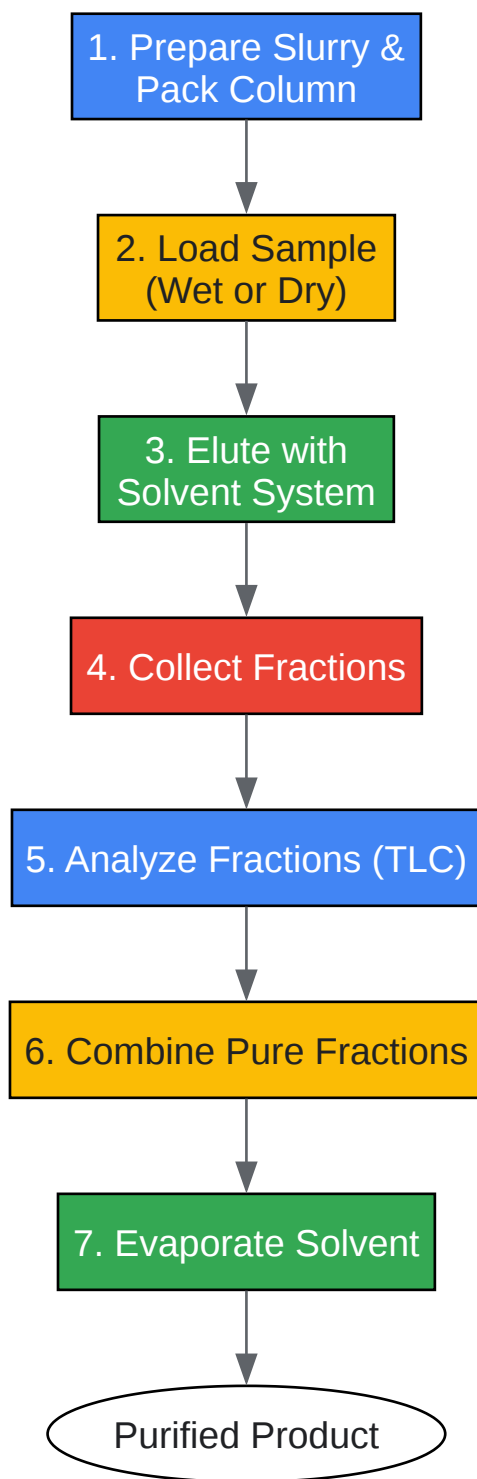 1. Prepare Slurry &
Pack Column
2. Load Sample
(Wet or Dry)
3. Elute with
Solvent System
4. Collect Fractions
5. Analyze Fractions (TLC)
6. Combine Pure Fractions
7. Evaporate Solvent
Purified Product